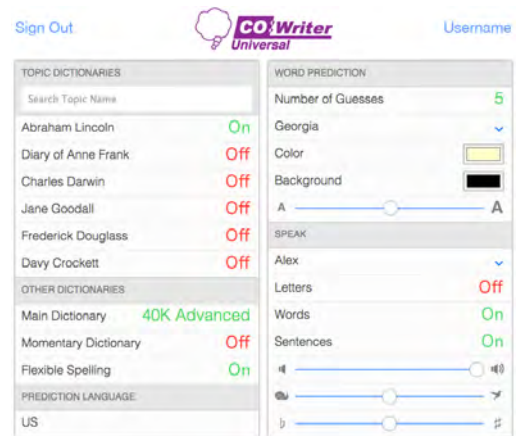 Sign Out
CO:Writer
Universal
Username
TOPIC DICTIONARIES
Search Topic Name
Abraham Lincoln On
Diary of Anne Frank Off
Charles Darwin Off
Jane Goodall Off
Frederick Douglass Off
Davy Crockett Off
OTHER DICTIONARIES
Main Dictionary 40K Advanced
Momentary Dictionary Off
Flexible Spelling On
PREDICTION LANGUAGE
US
WORD PREDICTION
Number of Guesses 5
Georgia
Color
Background
A A
SPEAK
Alex
Letters Off
Words On
Sentences On
♭ ♯